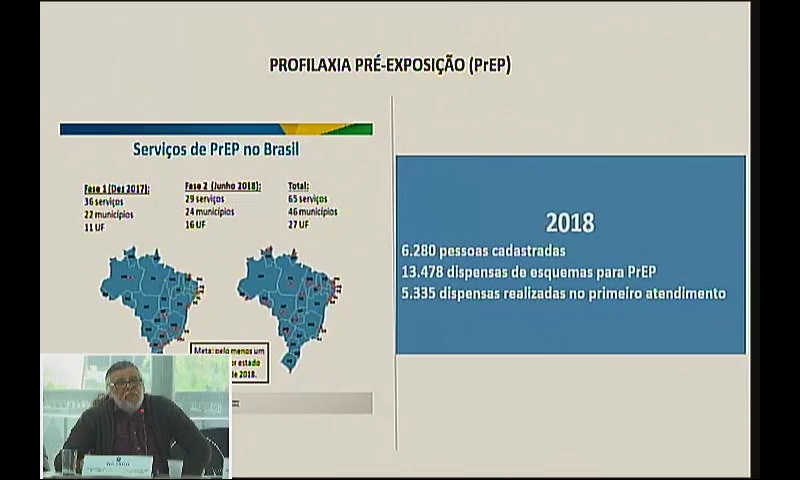 PROFILAXIA PRÉ-EXPOSIÇÃO (PrEP)
Serviços de PrEP no Brasil
Fase 1 (Dez 2017):
36 serviços
22 municípios
11 UF
Fase 2 (Junho 2018):
29 serviços
24 municípios
16 UF
Total:
65 serviços
46 municípios
27 UF
Meta: pelo menos um
or estado
de 2018.
2018
6.280 pessoas cadastradas
13.478 dispensas de esquemas para PrEP
5.335 dispensas realizadas no primeiro atendimento